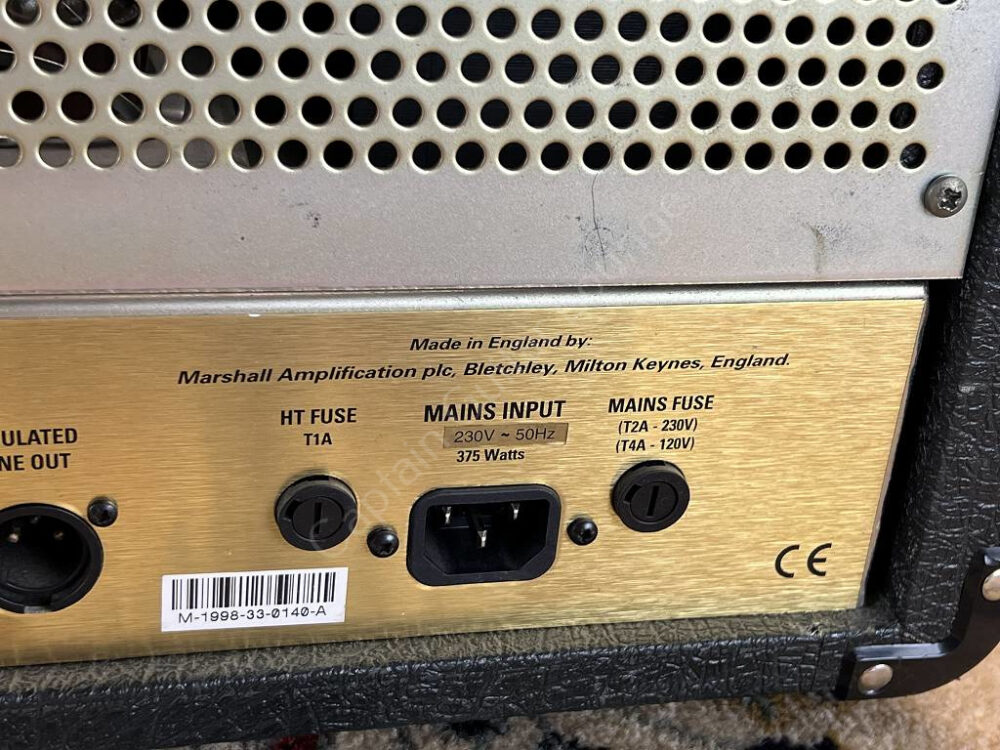 Made in England by:
Marshall Amplification plc, Bletchley, Milton Keynes, England.
HT FUSE
T1A
MAINS INPUT
230V ~ 50Hz
375 Watts
MAINS FUSE
(T2A - 230V)
(T4A - 120V)
ULATED
NE OUT
CE
M-1998-33-0140-A